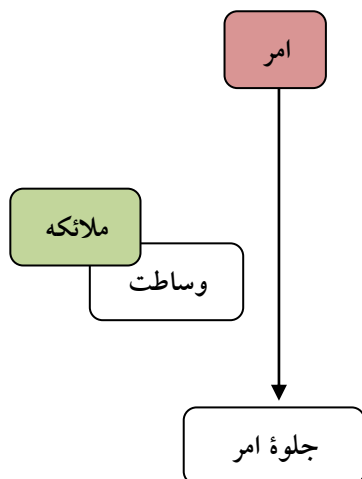 امر
ملائکه
وساطت
جلوۀ امر